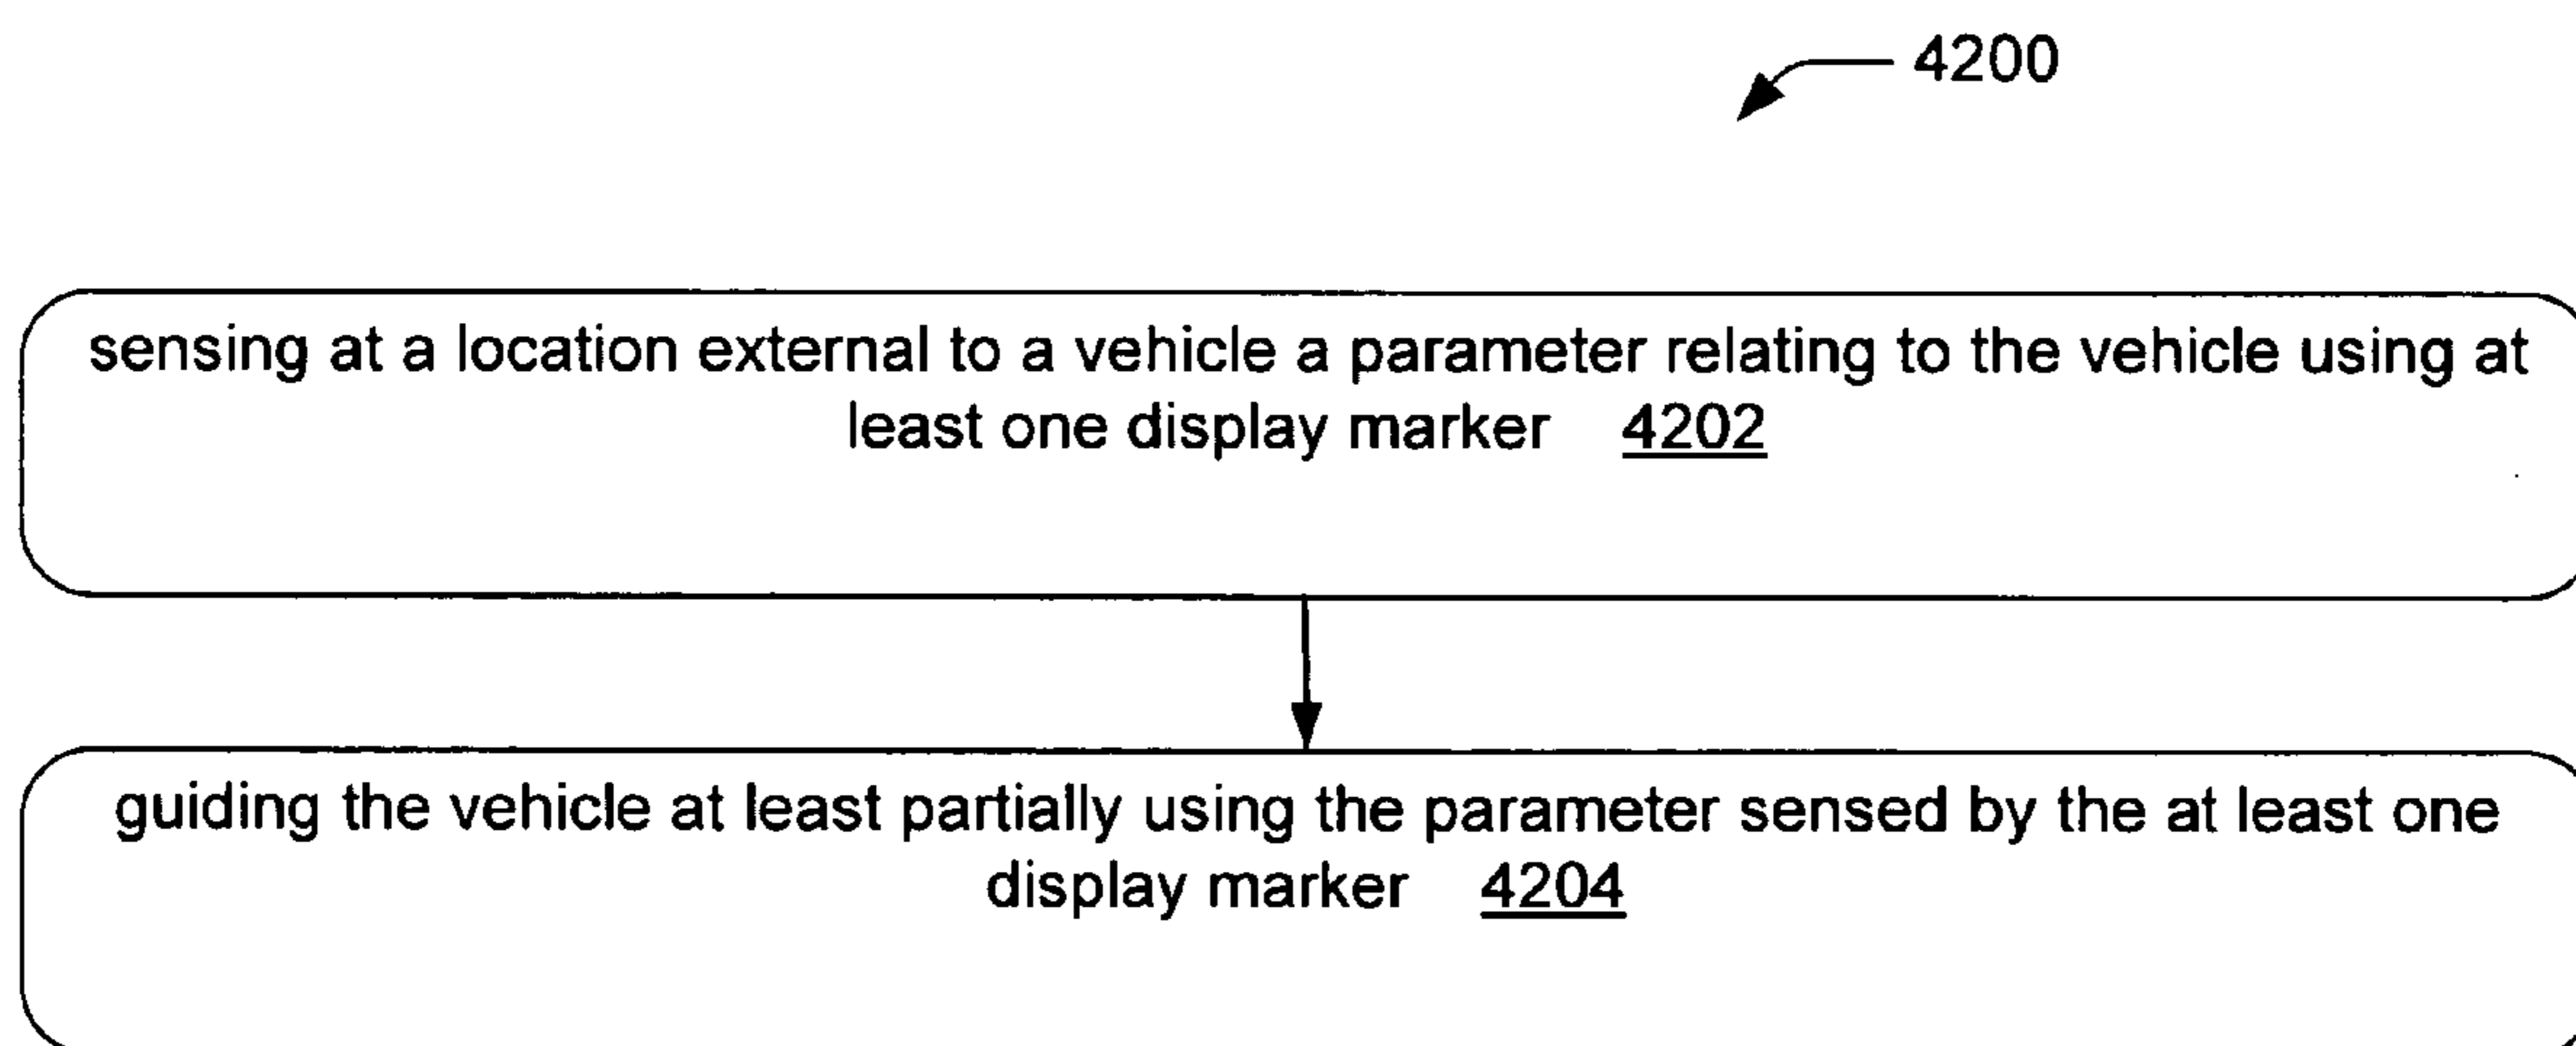 4200
sensing at a location external to a vehicle a parameter relating to the vehicle using at
least one display marker 4202
guiding the vehicle at least partially using the parameter sensed by the at least one
display marker 4204